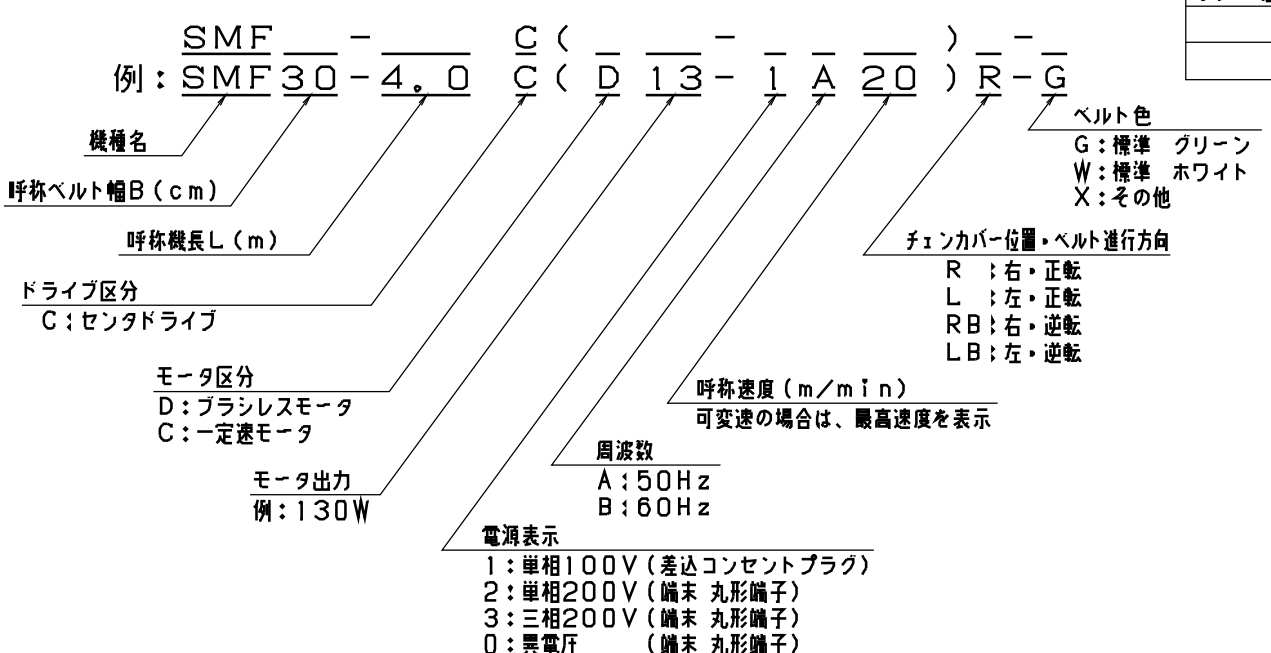 SMF - C ( - ) -
例:SMF30-4.0 C(D13-1A20)R-G
機種名
呼称ベルト幅B(cm)
呼称機長L(m)
ドライブ区分
C:センタドライブ
モータ区分
D:ブラシレスモータ
C:一定速モータ
モータ出力
例:130W
電源表示
1:単相100V(差込コンセントプラグ)
2:単相200V(端末 丸形端子)
3:三相200V(端末 丸形端子)
0:異電圧 (端末 丸形端子)
周波数
A:50Hz
B:60Hz
呼称速度(m/min)
可変速の場合は、最高速度を表示
チェンカバー位置・ベルト進行方向
R :右・正転
L :左・正転
RB:右・逆転
LB:左・逆転
ベルト色
G:標準 グリーン
W:標準 ホワイト
X:その他